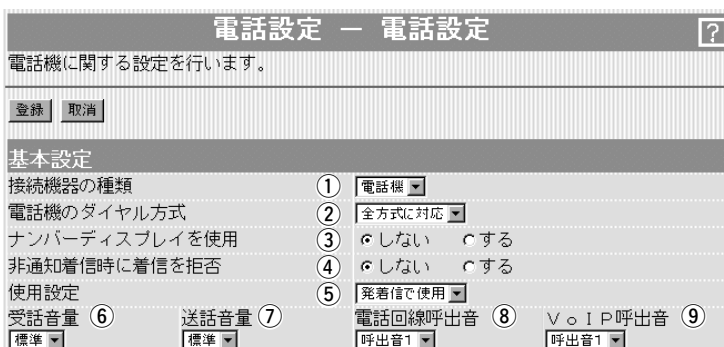 電話設定 － 電話設定 ?
電話機に関する設定を行います。
登録 取消
基本設定
接続機器の種類 ① 電話機
電話機のダイヤル方式 ② 全方式に対応
ナンバーディスプレイを使用 ③ しない する
非通知着信時に着信を拒否 ④ しない する
使用設定 ⑤ 発着信で使用
受話音量 ⑥ 送話音量 ⑦ 電話回線呼出音 ⑧ ＶｏＩＰ呼出音 ⑨
標準 標準 呼出音1 呼出音1